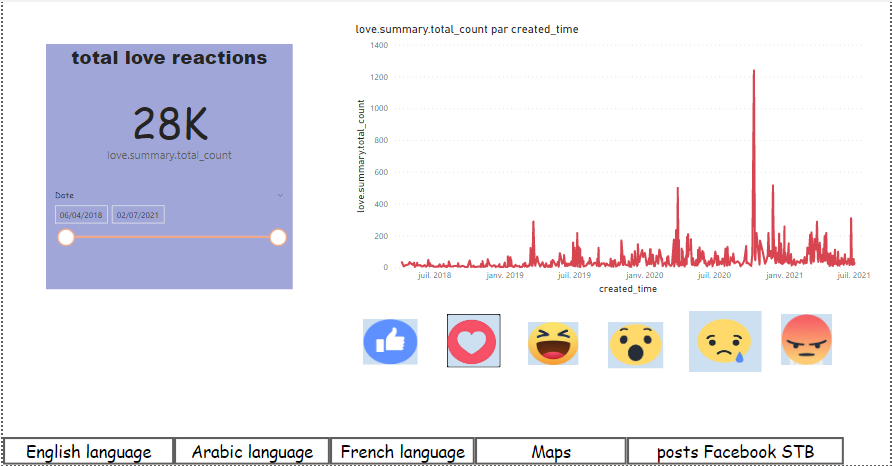 total love reactions
28K
love.summary.total_count
Date
06/04/2018 02/07/2021
love.summary.total_count par created_time
love.summary.total_count
1400
1200
1000
800
600
400
200
0
juil. 2018 janv. 2019 juil. 2019 janv. 2020 juil. 2020 janv. 2021 juil. 2021
created_time
English language Arabic language French language Maps posts Facebook STB